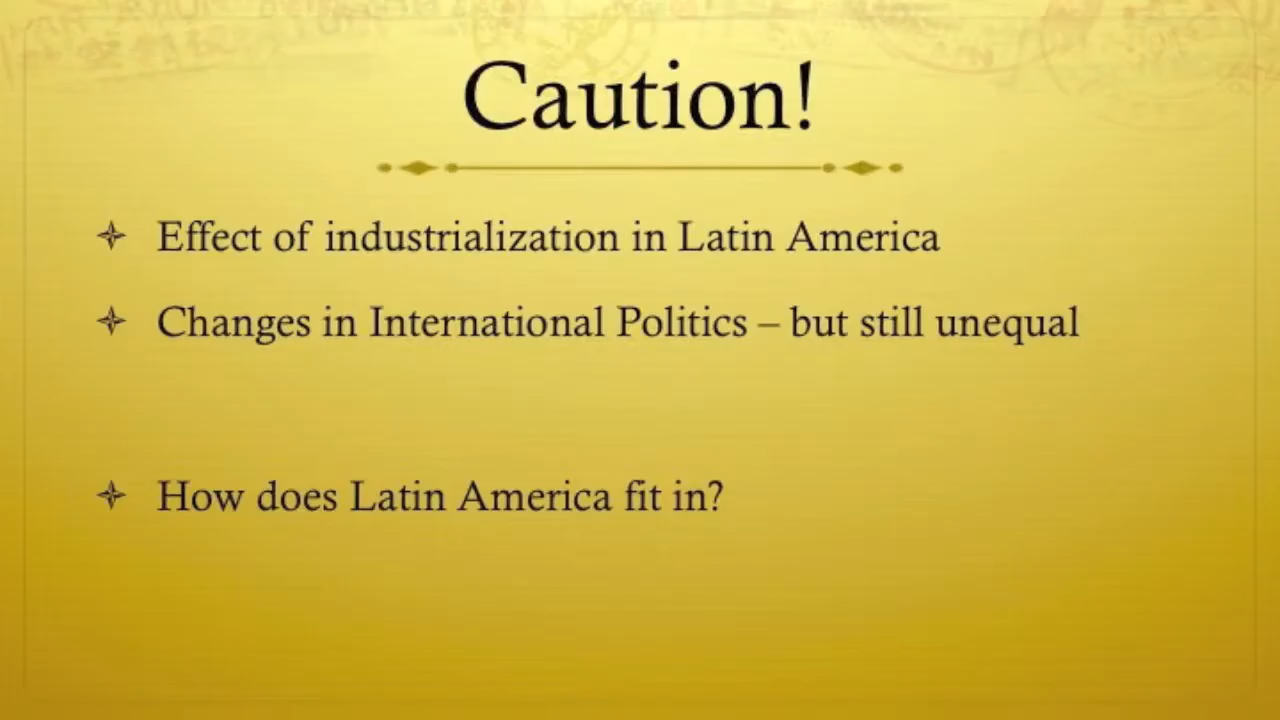 Caution!
Effect of industrialization in Latin America
Changes in International Politics – but still unequal
How does Latin America fit in?